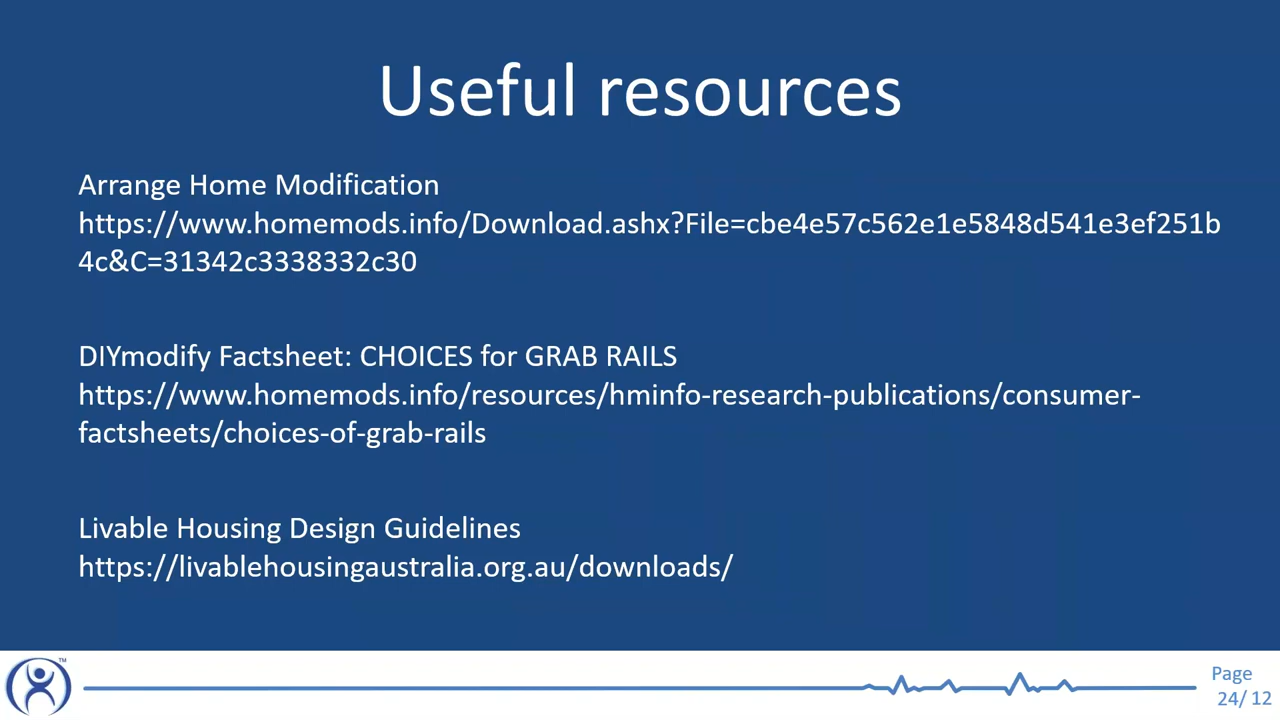 Useful resources
Arrange Home Modification
https://www.homemods.info/Download.ashx?File=cbe4e57c562e1e5848d541e3ef251b
4c&C=31342c3338332c30
DIYmodify Factsheet: CHOICES for GRAB RAILS
https://www.homemods.info/resources/hminfo-research-publications/consumer-
factsheets/choices-of-grab-rails
Livable Housing Design Guidelines
https://livablehousingaustralia.org.au/downloads/
TM
Page
24/ 12